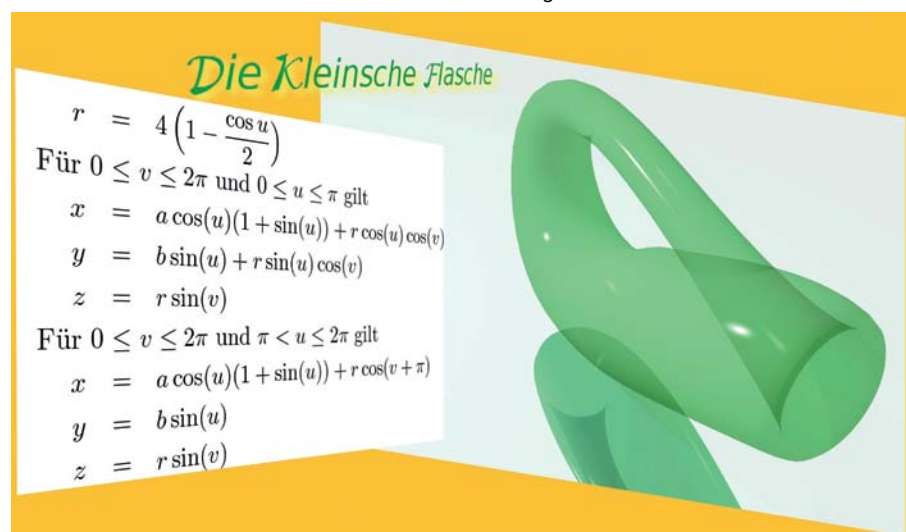 Die Kleinsche Flasche
r = 4(1 − cos u/2)
Für 0 ≤ v ≤ 2π und 0 ≤ u ≤ π gilt
x = a cos(u)(1 + sin(u)) + r cos(u) cos(v)
y = b sin(u) + r sin(u) cos(v)
z = r sin(v)
Für 0 ≤ v ≤ 2π und π < u ≤ 2π gilt
x = a cos(u)(1 + sin(u)) + r cos(v + π)
y = b sin(u)
z = r sin(v)